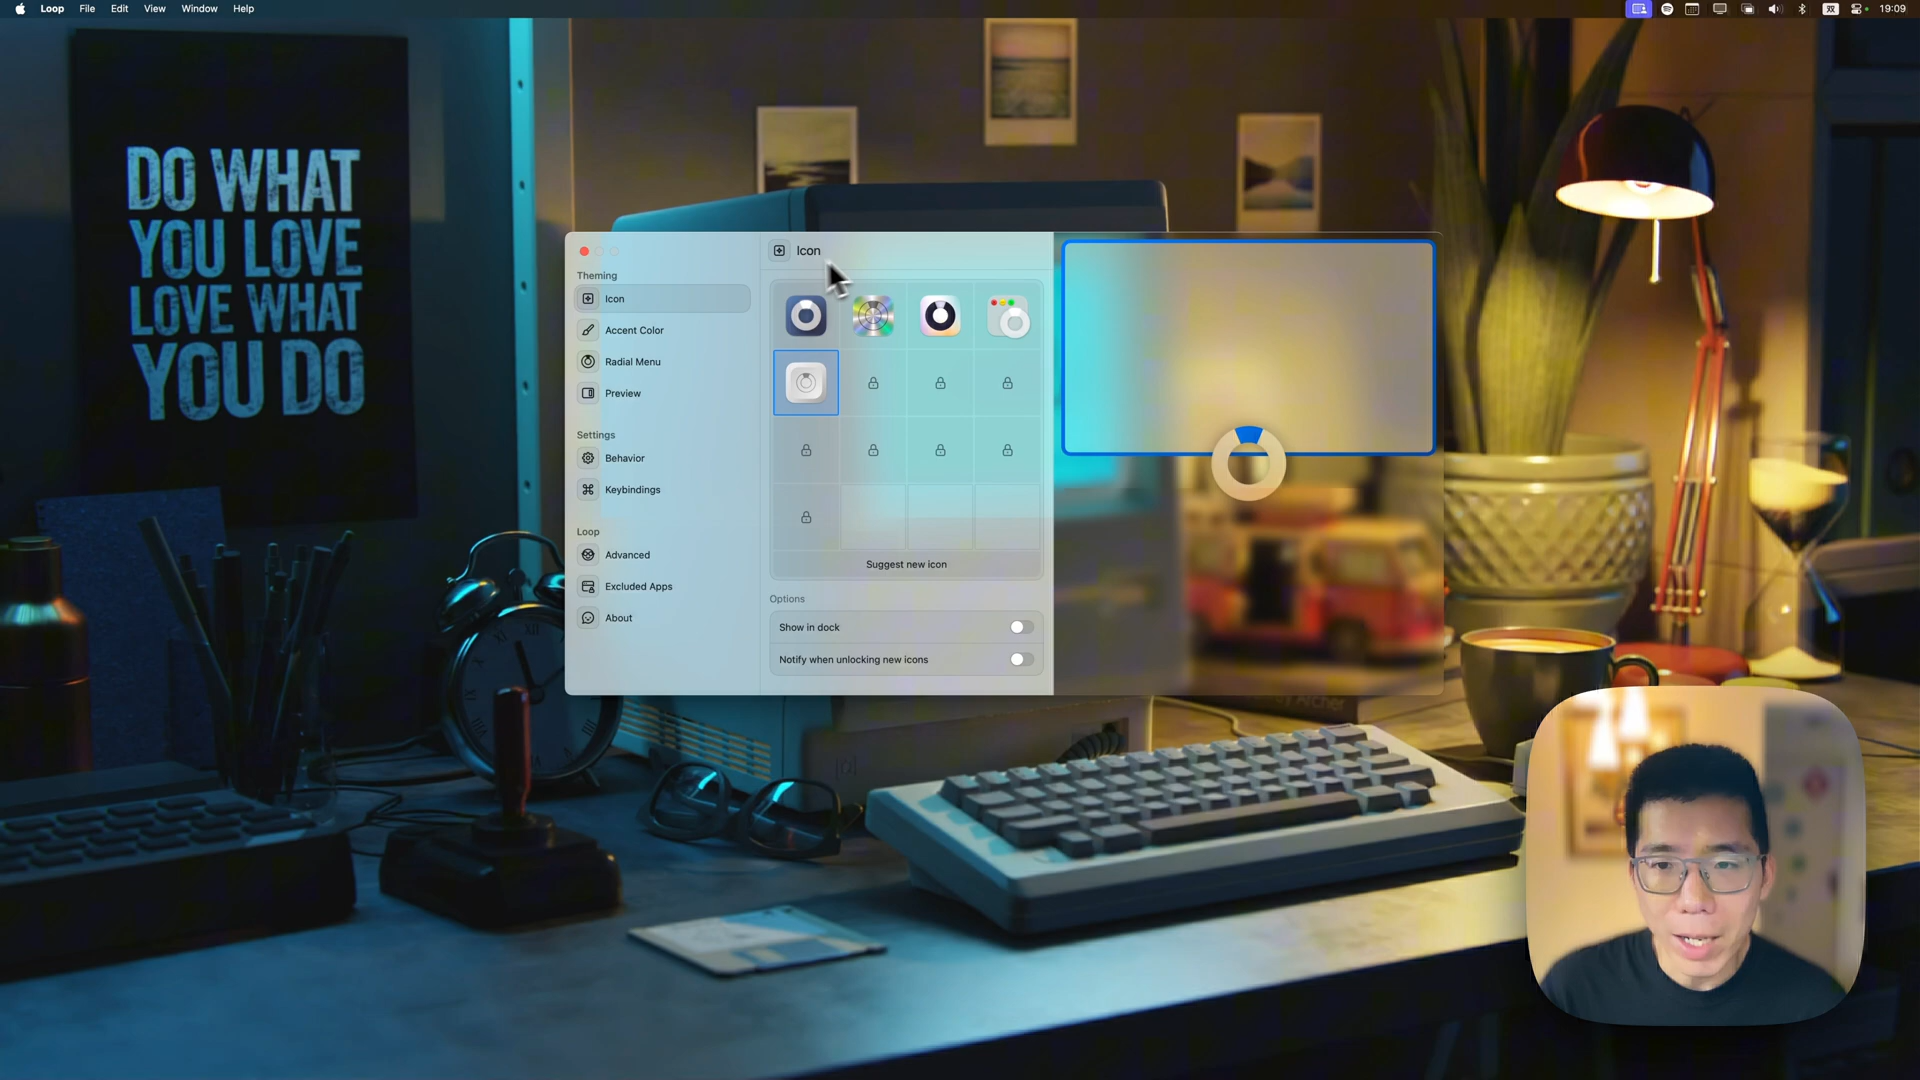 Loop File Edit View Window Help
双 19:09
DO WHAT
YOU LOVE
LOVE WHAT
YOU DO
Icon
Theming
Icon
Accent Color
Radial Menu
Preview
Settings
Behavior
Keybindings
Loop
Advanced
Excluded Apps
About
Suggest new icon
Options
Show in dock
Notify when unlocking new icons